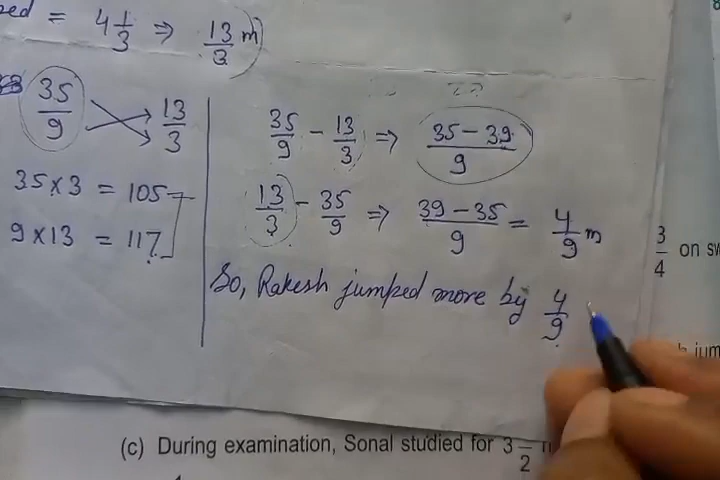 = 4 1/3 ⇒ 13/3 m
35/9 13/3
35 x 3 = 105
9 x 13 = 117
35/9 - 13/3 ⇒ 35 - 39/9
13/3 - 35/9 ⇒ 39 - 35/9 = 4/9 m
So, Rakesh jumped more by 4/9
3/4 on
(c) During examination, Sonal studied for 3 –/2